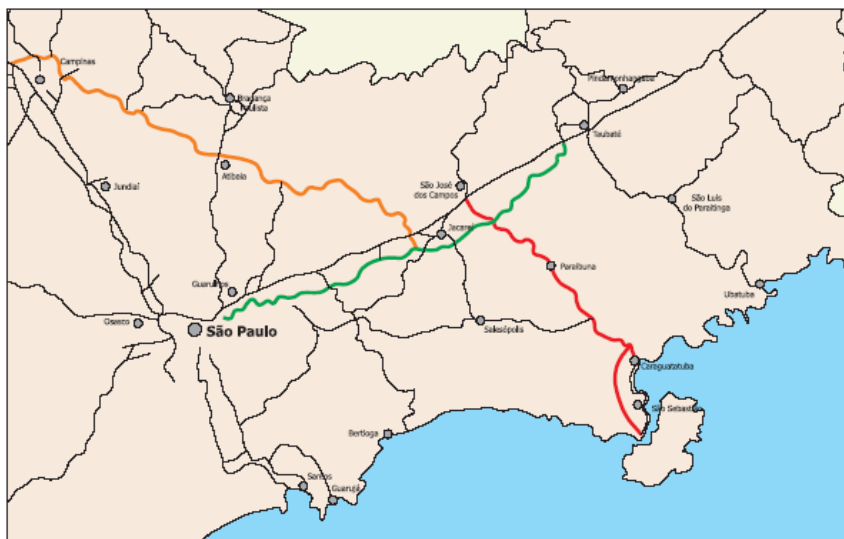 Campinas
Pindamonhangaba
Bragança
Paulista
Taubaté
Atibaia
Jundiaí
São José
dos Campos
São Luis
do Paraitinga
Jacareí
Paraibuna
Guarulhos
Ubatuba
Osasco
São Paulo
Salesópolis
Caraguatatuba
São Sebastião
Bertioga
Santos
Guarujá